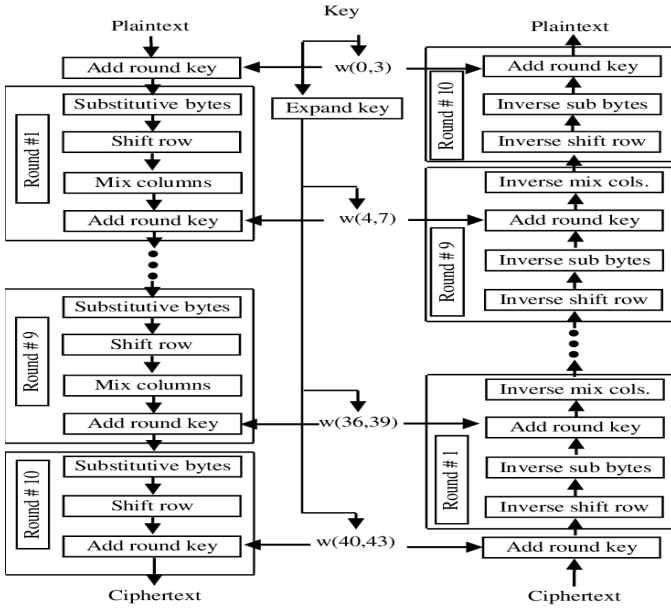 Plaintext
Add round key
Round #1
Substitutive bytes
Shift row
Mix columns
Add round key
Round # 9
Substitutive bytes
Shift row
Mix columns
Add round key
Round # 10
Substitutive bytes
Shift row
Add round key
Ciphertext
Key
w(0,3)
Expand key
w(4,7)
w(36,39)
w(40,43)
Plaintext
Round # 10
Add round key
Inverse sub bytes
Inverse shift row
Round # 9
Inverse mix cols.
Add round key
Inverse sub bytes
Inverse shift row
Round # 1
Inverse mix cols.
Add round key
Inverse sub bytes
Inverse shift row
Add round key
Ciphertext